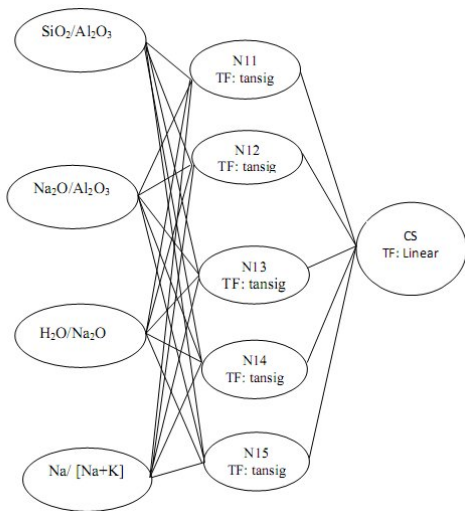 SiO₂/Al₂O₃
Na₂O/Al₂O₃
H₂O/Na₂O
Na/ [Na+K]
N11
TF: tansig
N12
TF: tansig
N13
TF: tansig
N14
TF: tansig
N15
TF: tansig
CS
TF: Linear